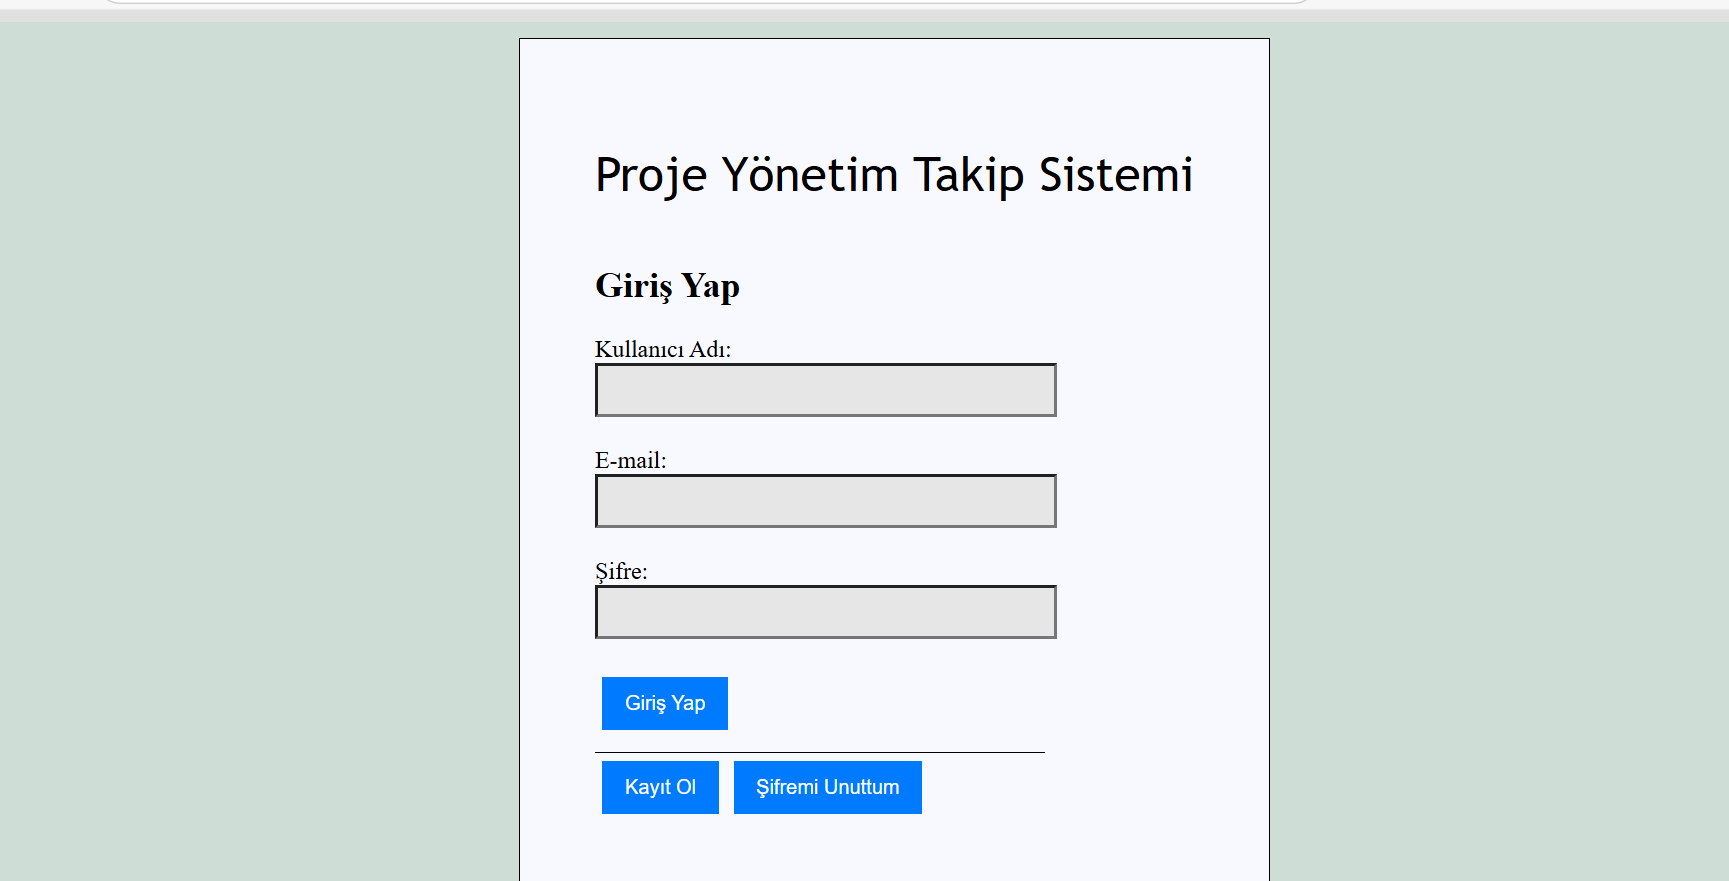 Proje Yönetim Takip Sistemi
Giriş Yap
Kullanıcı Adı:
E-mail:
Şifre:
Giriş Yap
Kayıt Ol
Şifremi Unuttum